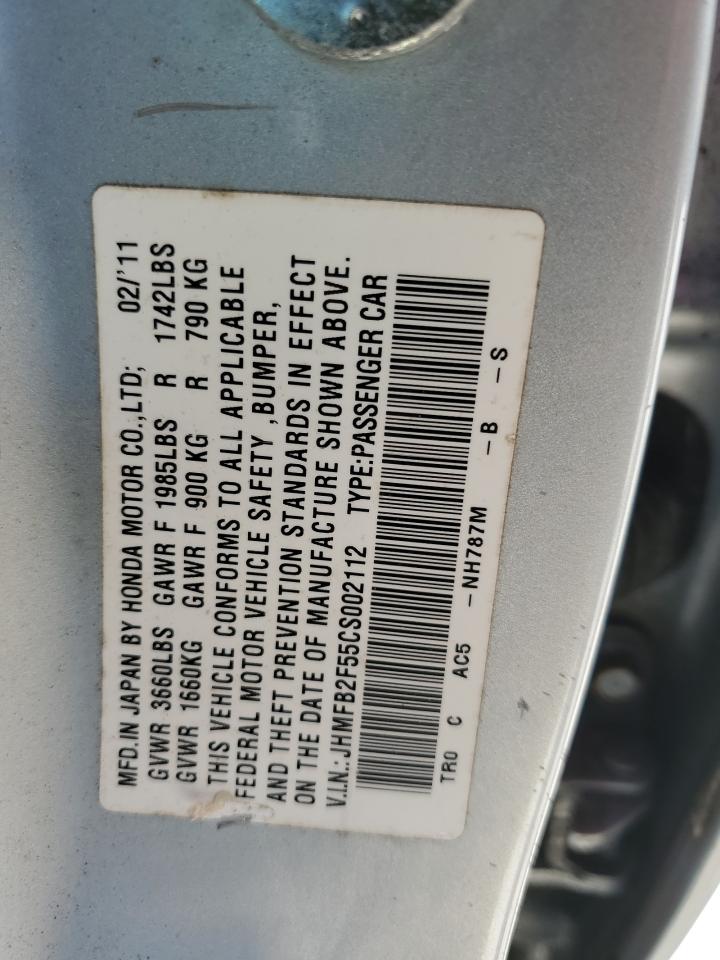 MFD.IN JAPAN BY HONDA MOTOR CO.,LTD; 02/'11
GVWR 3660LBS GAWR F 1985LBS R 1742LBS
GVWR 1660KG GAWR F 900 KG R 790 KG
THIS VEHICLE CONFORMS TO ALL APPLICABLE
FEDERAL MOTOR VEHICLE SAFETY ,BUMPER,
AND THEFT PREVENTION STANDARDS IN EFFECT
ON THE DATE OF MANUFACTURE SHOWN ABOVE.
V.I.N.: JHMFB2F55CS002112 TYPE:PASSENGER CAR
TR0 C AC5 -NH787M -B -S